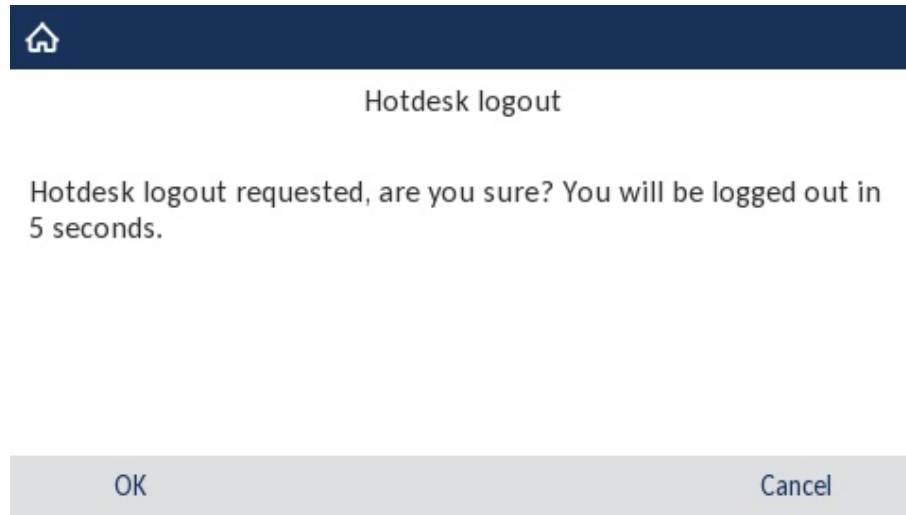 Hotdesk logout
Hotdesk logout requested, are you sure? You will be logged out in
5 seconds.
OK
Cancel